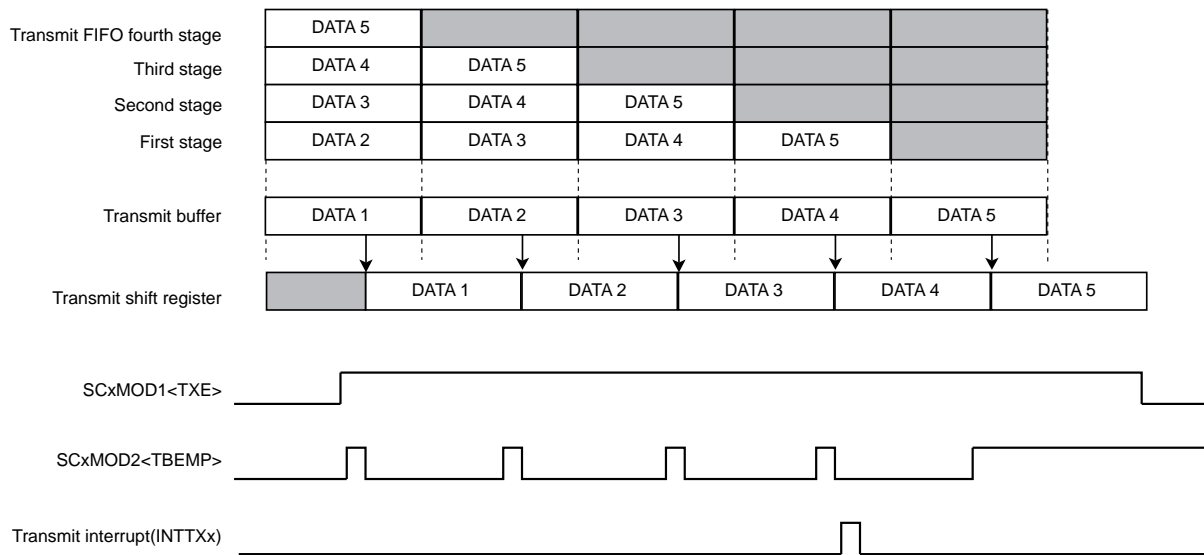 Transmit FIFO fourth stage DATA 5
Third stage DATA 4 DATA 5
Second stage DATA 3 DATA 4 DATA 5
First stage DATA 2 DATA 3 DATA 4 DATA 5
Transmit buffer DATA 1 DATA 2 DATA 3 DATA 4 DATA 5
Transmit shift register DATA 1 DATA 2 DATA 3 DATA 4 DATA 5
SCxMOD1<TXE>
SCxMOD2<TBEMP>
Transmit interrupt(INTTXx)